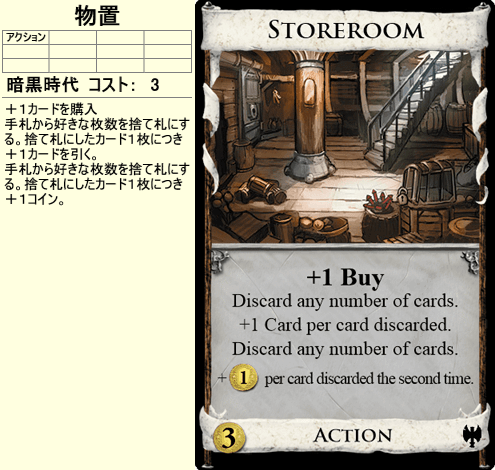 物置
アクション
暗黒時代 コスト： 3
＋１カードを購入
手札から好きな枚数を捨て札にす
る。捨て札にしたカード１枚につき
＋１カードを引く。
手札から好きな枚数を捨て札にす
る。捨て札にしたカード１枚につき
＋１コイン。
STOREROOM
+1 Buy
Discard any number of cards.
+1 Card per card discarded.
Discard any number of cards.
+ 1 per card discarded the second time.
3 ACTION